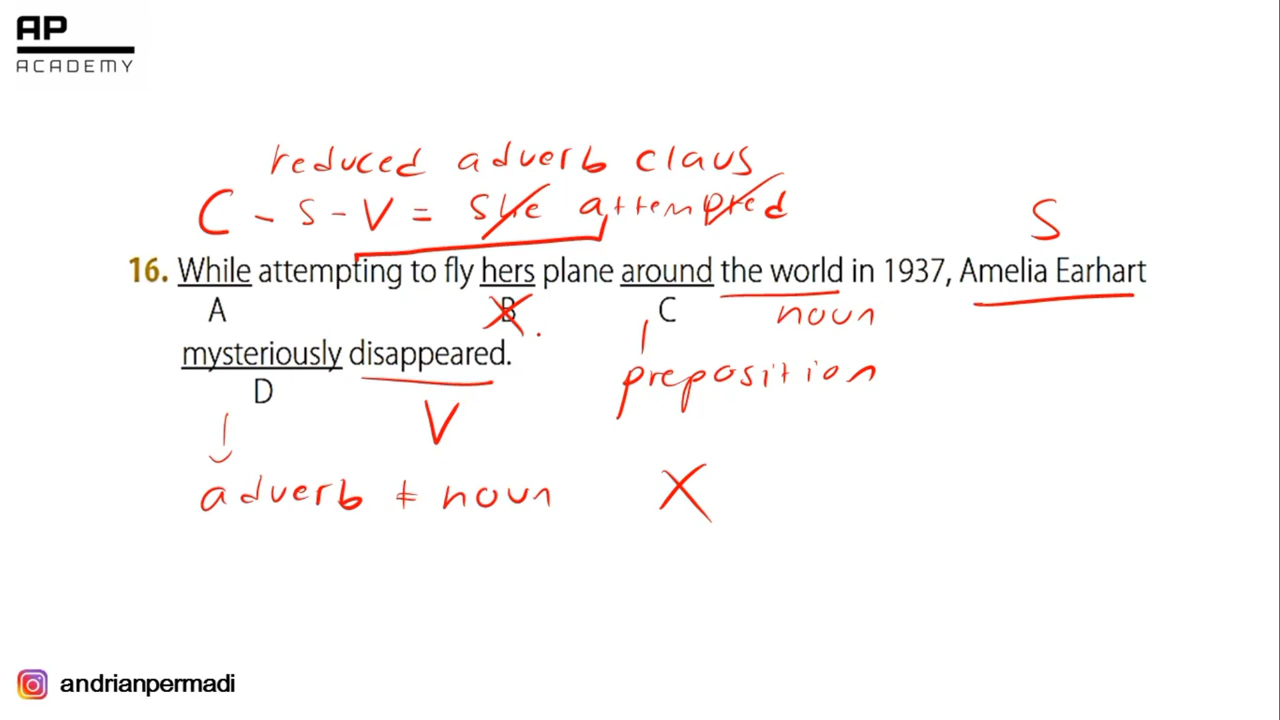 AP
ACADEMY
reduced adverb claus
C - S - V = she attempted
S
16. While attempting to fly hers plane around the world in 1937, Amelia Earhart
A B C noun
mysteriously disappeared.
preposition
D
V
adverb + noun X
andrianpermadi